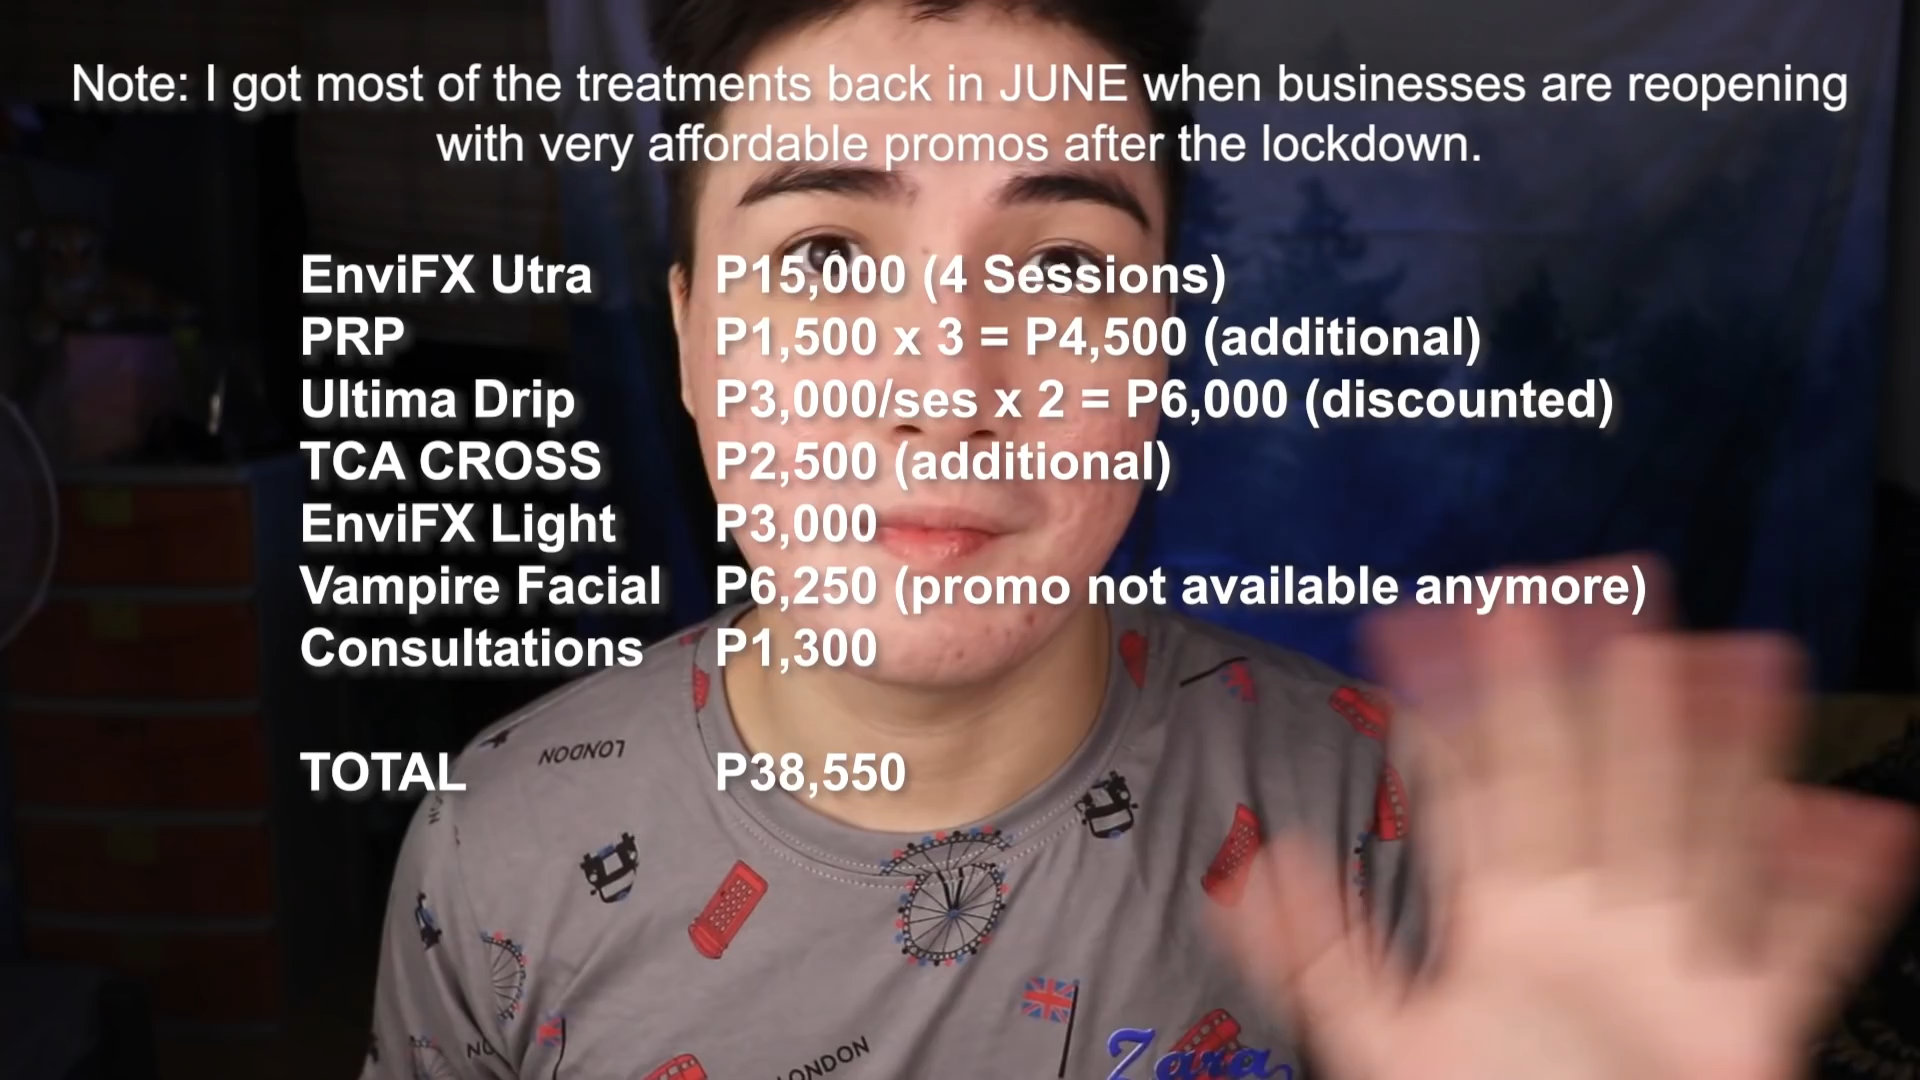 Note: I got most of the treatments back in JUNE when businesses are reopening
with very affordable promos after the lockdown.
EnviFX Utra P15,000 (4 Sessions)
PRP P1,500 x 3 = P4,500 (additional)
Ultima Drip P3,000/ses x 2 = P6,000 (discounted)
TCA CROSS P2,500 (additional)
EnviFX Light P3,000
Vampire Facial P6,250 (promo not available anymore)
Consultations P1,300
TOTAL P38,550
LONDON
LONDON
Zara